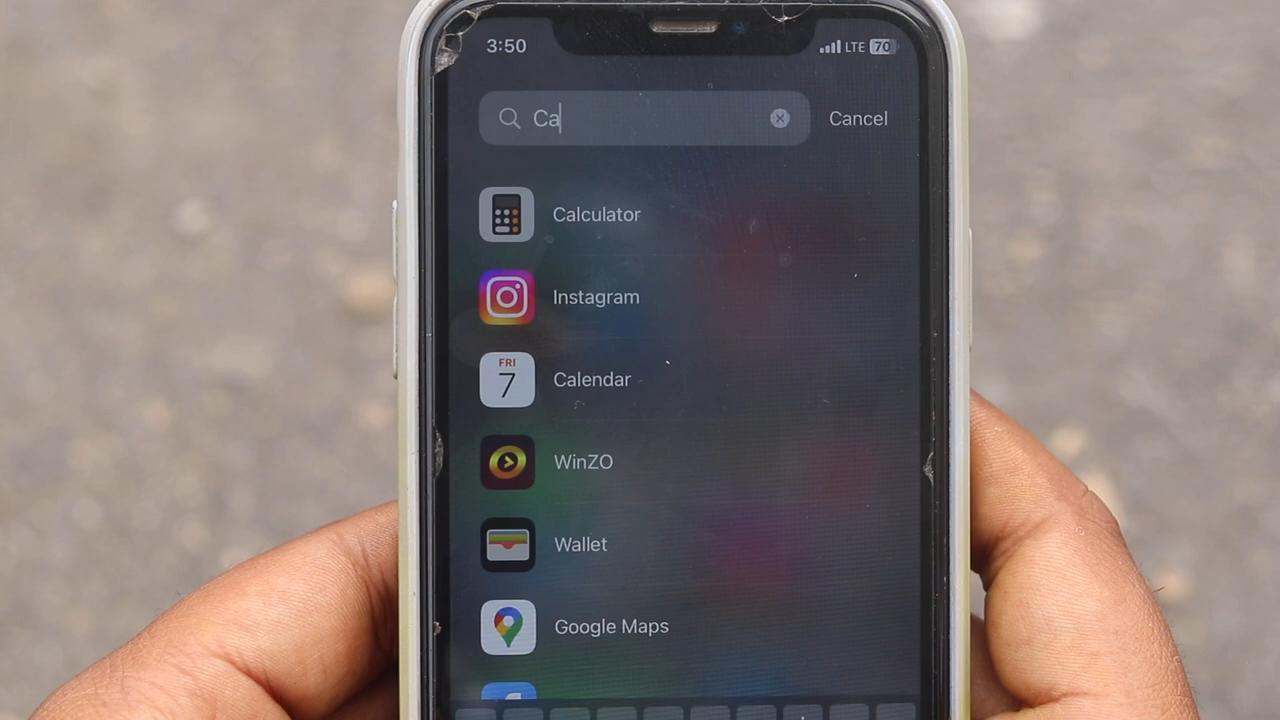 3:50
LTE 70
Ca
Cancel
Calculator
Instagram
FRI
7
Calendar
WinZO
Wallet
Google Maps